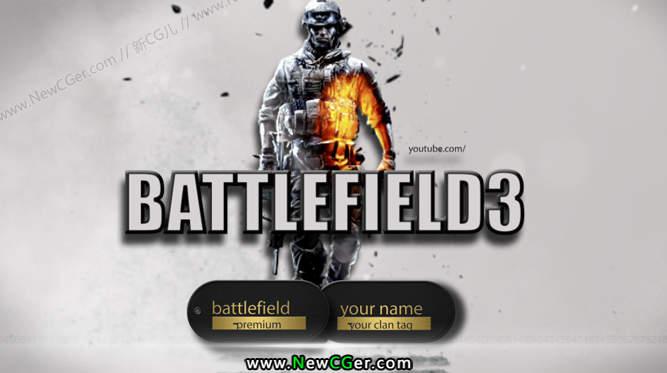 www.NewCGer.com // 新CG儿 // www.
youtube.com/
BATTLEFIELD3
battlefield
premium
your name
your clan tag
www.NewCGer.com